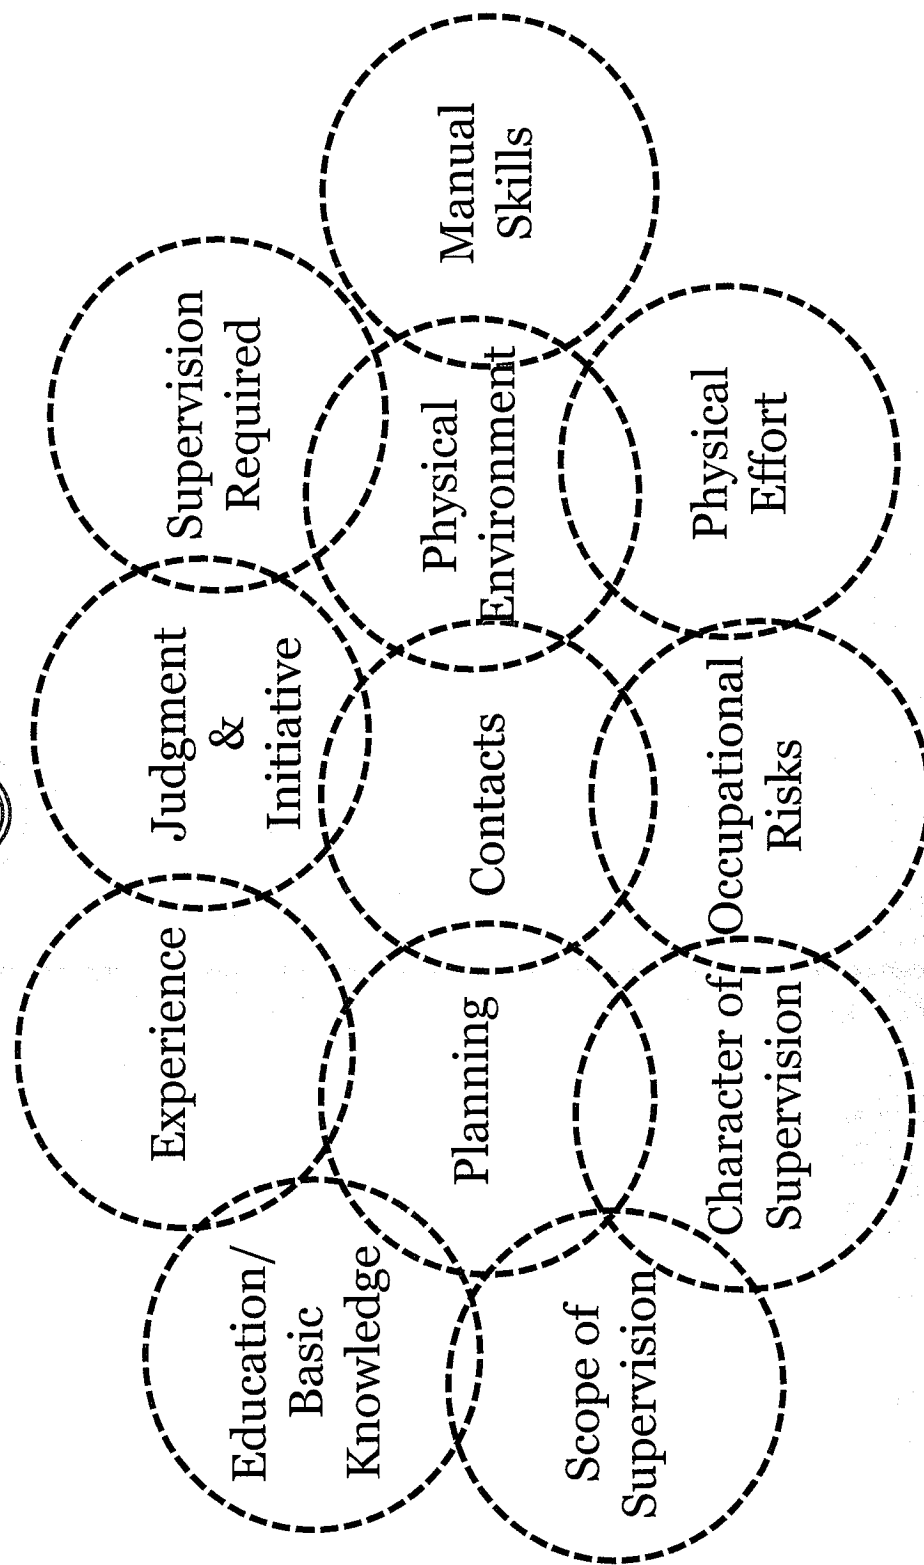 Education/
Basic
Knowledge
Experience
Judgment
&
Initiative
Supervision
Required
Planning
Contacts
Physical
Environment
Manual
Skills
Scope of
Supervision
Character of
Supervision
Occupational
Risks
Physical
Effort